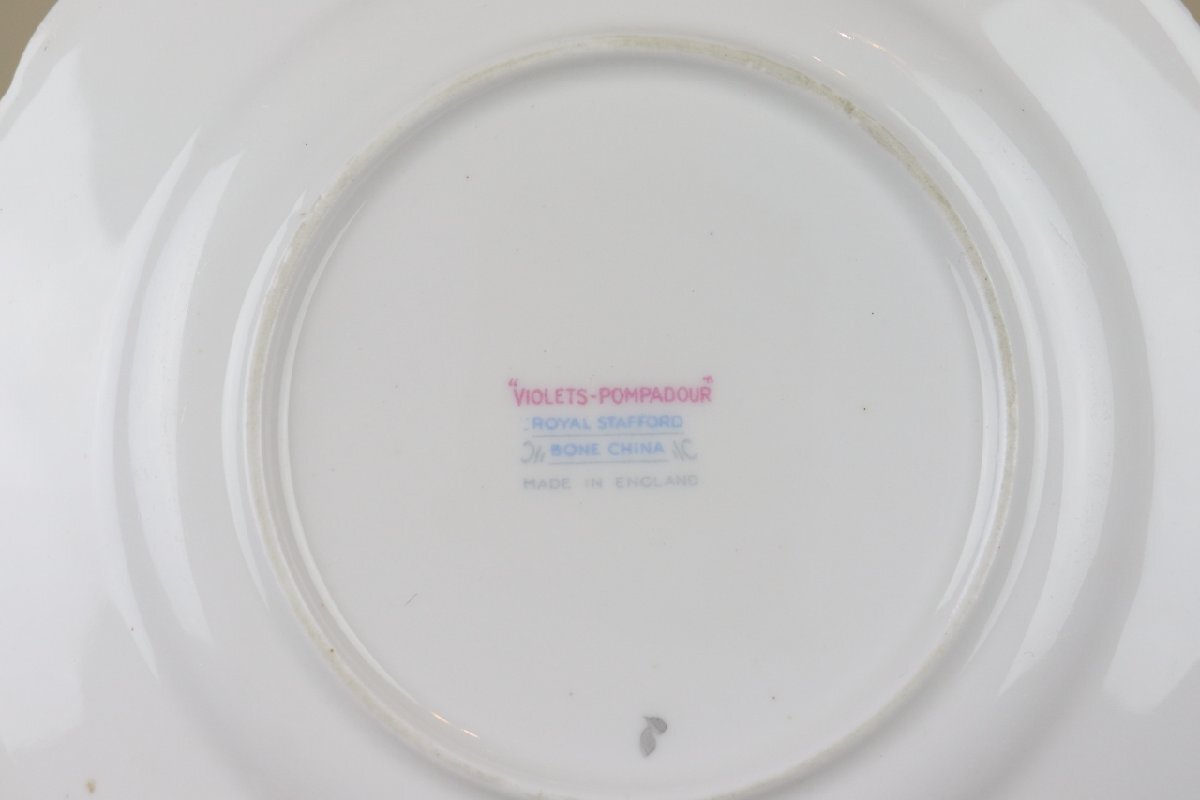 "VIOLETS-POMPADOUR"
ROYAL STAFFORD
BONE CHINA
MADE IN ENGLAND